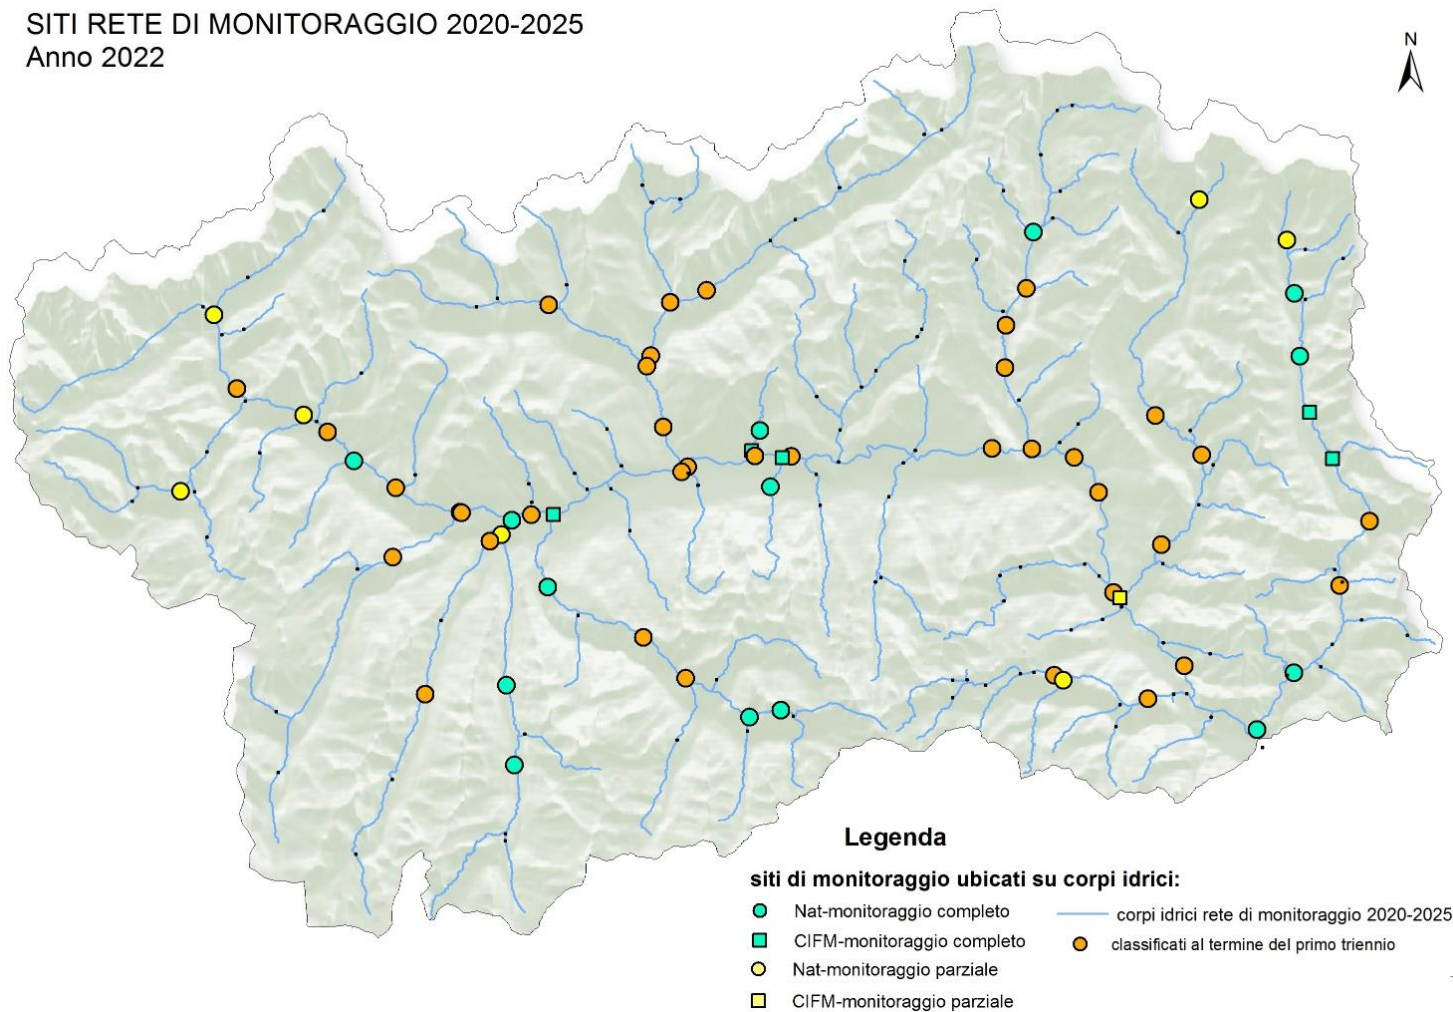 SITI RETE DI MONITORAGGIO 2020-2025
Anno 2022
N
Legenda
siti di monitoraggio ubicati su corpi idrici:
Nat-monitoraggio completo
CIFM-monitoraggio completo
Nat-monitoraggio parziale
CIFM-monitoraggio parziale
corpi idrici rete di monitoraggio 2020-2025
classificati al termine del primo triennio